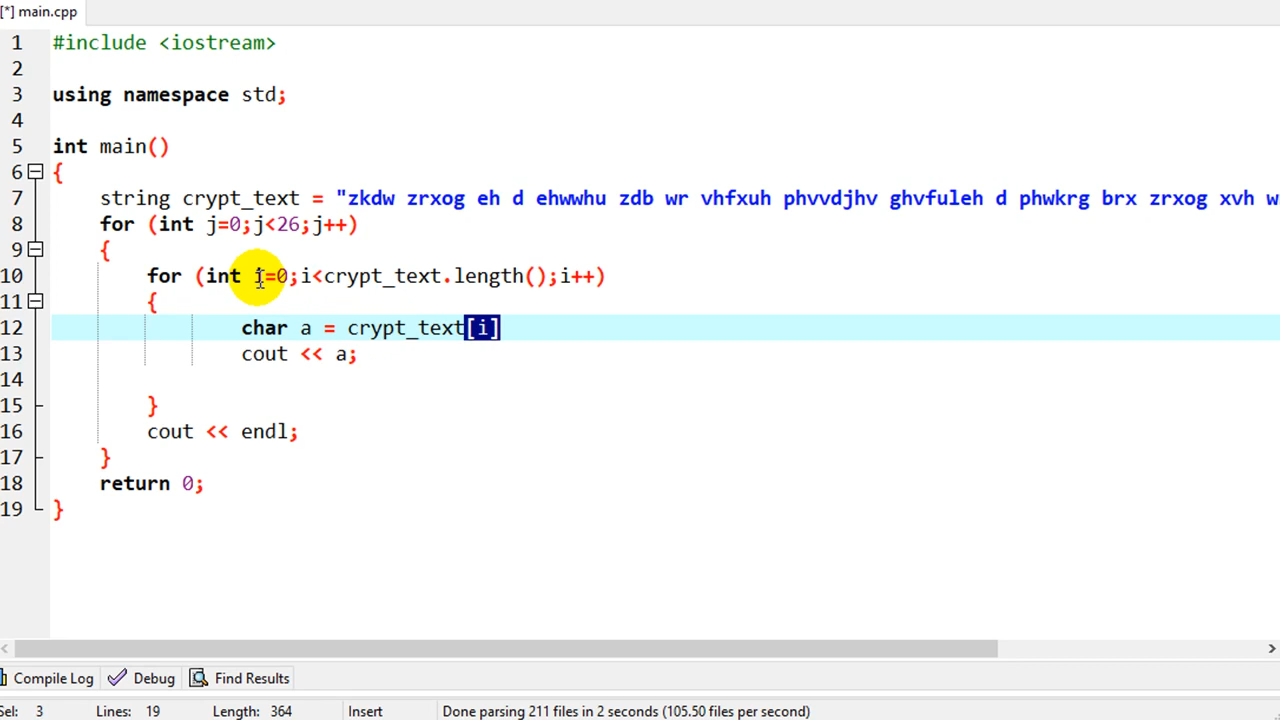 [*] main.cpp
1 #include <iostream>
2
3 using namespace std;
4
5 int main()
6 {
7 string crypt_text = "zkdw zrxog eh d ehwwhu zdb wr vhfxuh phvvdjhv ghvfuleh d phwkrg brx zrxog xvh w
8 for (int j=0;j<26;j++)
9 {
10 for (int i=0;i<crypt_text.length();i++)
11 {
12 char a = crypt_text[i]
13 cout << a;
14
15 }
16 cout << endl;
17 }
18 return 0;
19 }
Compile Log Debug Find Results
Sel: 3 Lines: 19 Length: 364 Insert Done parsing 211 files in 2 seconds (105.50 files per second)